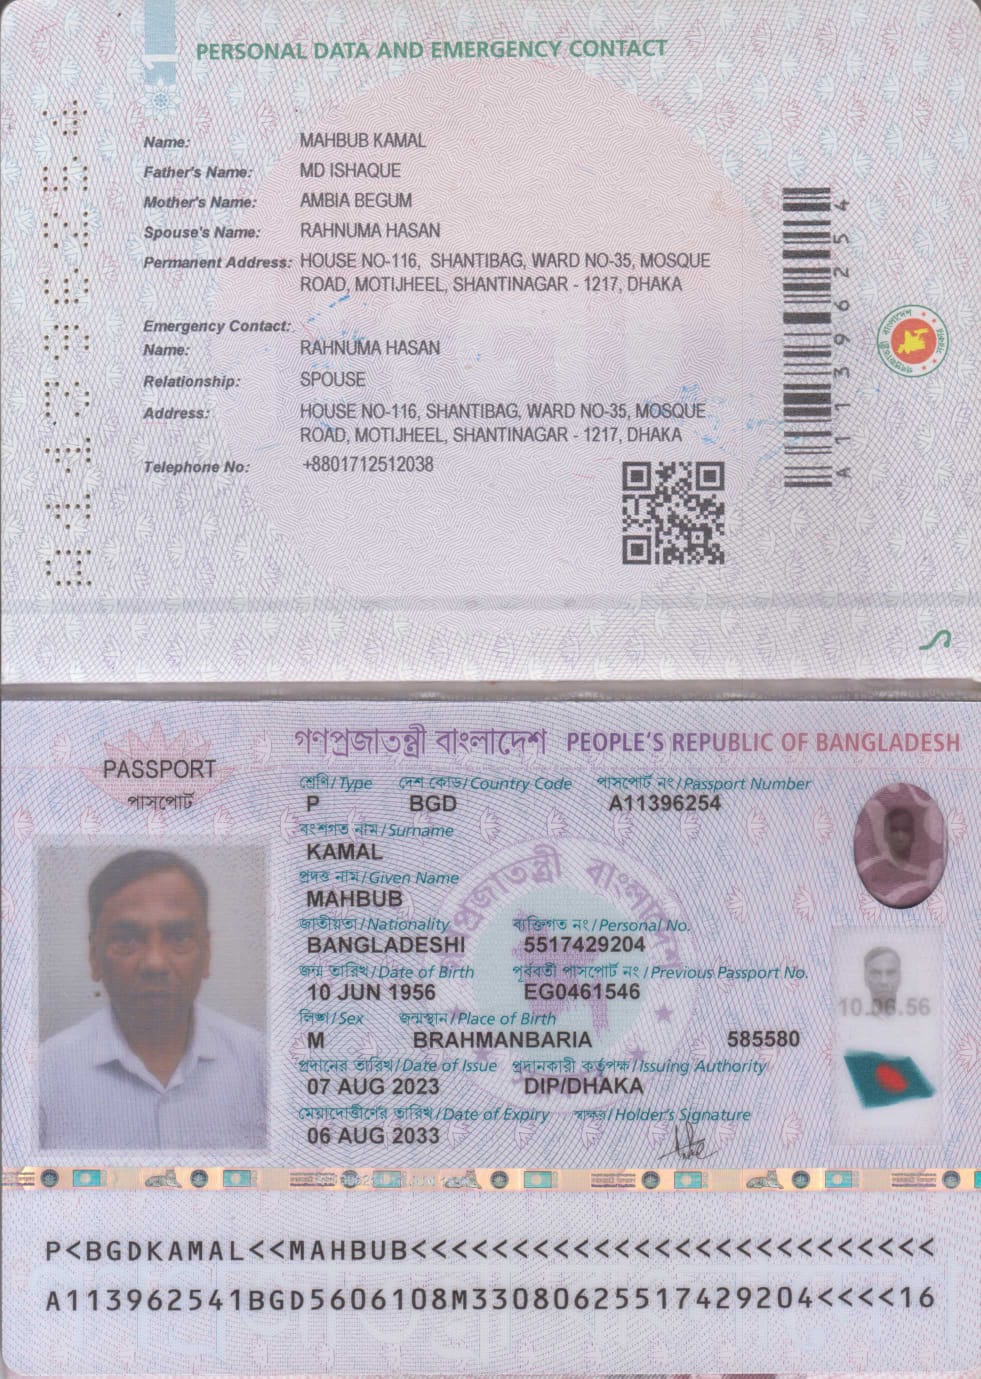 1
PERSONAL DATA AND EMERGENCY CONTACT
Name: MAHBUB KAMAL
Father's Name: MD ISHAQUE
Mother's Name: AMBIA BEGUM
Spouse's Name: RAHNUMA HASAN
Permanent Address: HOUSE NO-116, SHANTIBAG, WARD NO-35, MOSQUE
ROAD, MOTIJHEEL, SHANTINAGAR - 1217, DHAKA
Emergency Contact:
Name: RAHNUMA HASAN
Relationship: SPOUSE
Address: HOUSE NO-116, SHANTIBAG, WARD NO-35, MOSQUE
ROAD, MOTIJHEEL, SHANTINAGAR - 1217, DHAKA
Telephone No: +8801712512038
A11396254
A11396254
১
গণপ্রজাতন্ত্রী বাংলাদেশ PEOPLE'S REPUBLIC OF BANGLADESH
PASSPORT
পাসপোর্ট
শ্রেণি/Type দেশ কোড/Country Code পাসপোর্ট নং/Passport Number
P BGD A11396254
বংশগত নাম/Surname
KAMAL
প্রদত্ত নাম/Given Name
MAHBUB
জাতীয়তা/Nationality ব্যক্তিগত নং/Personal No.
BANGLADESHI 5517429204
জন্ম তারিখ/Date of Birth পূর্ববর্তী পাসপোর্ট নং/Previous Passport No.
10 JUN 1956 EG0461546
লিঙ্গ/Sex জন্মস্থান/Place of Birth
M BRAHMANBARIA 585580
প্রদানের তারিখ/Date of Issue প্রদানকারী কর্তৃপক্ষ/Issuing Authority
07 AUG 2023 DIP/DHAKA
মেয়াদোত্তীর্ণের তারিখ/Date of Expiry স্বাক্ষর/Holder's Signature
06 AUG 2033
10.06.56
P<BGDKAMAL<<MAHBUB<<<<<<<<<<<<<<<<<<<<<<<<<<
A113962541BGD5606108M33080625517429204<<<<16